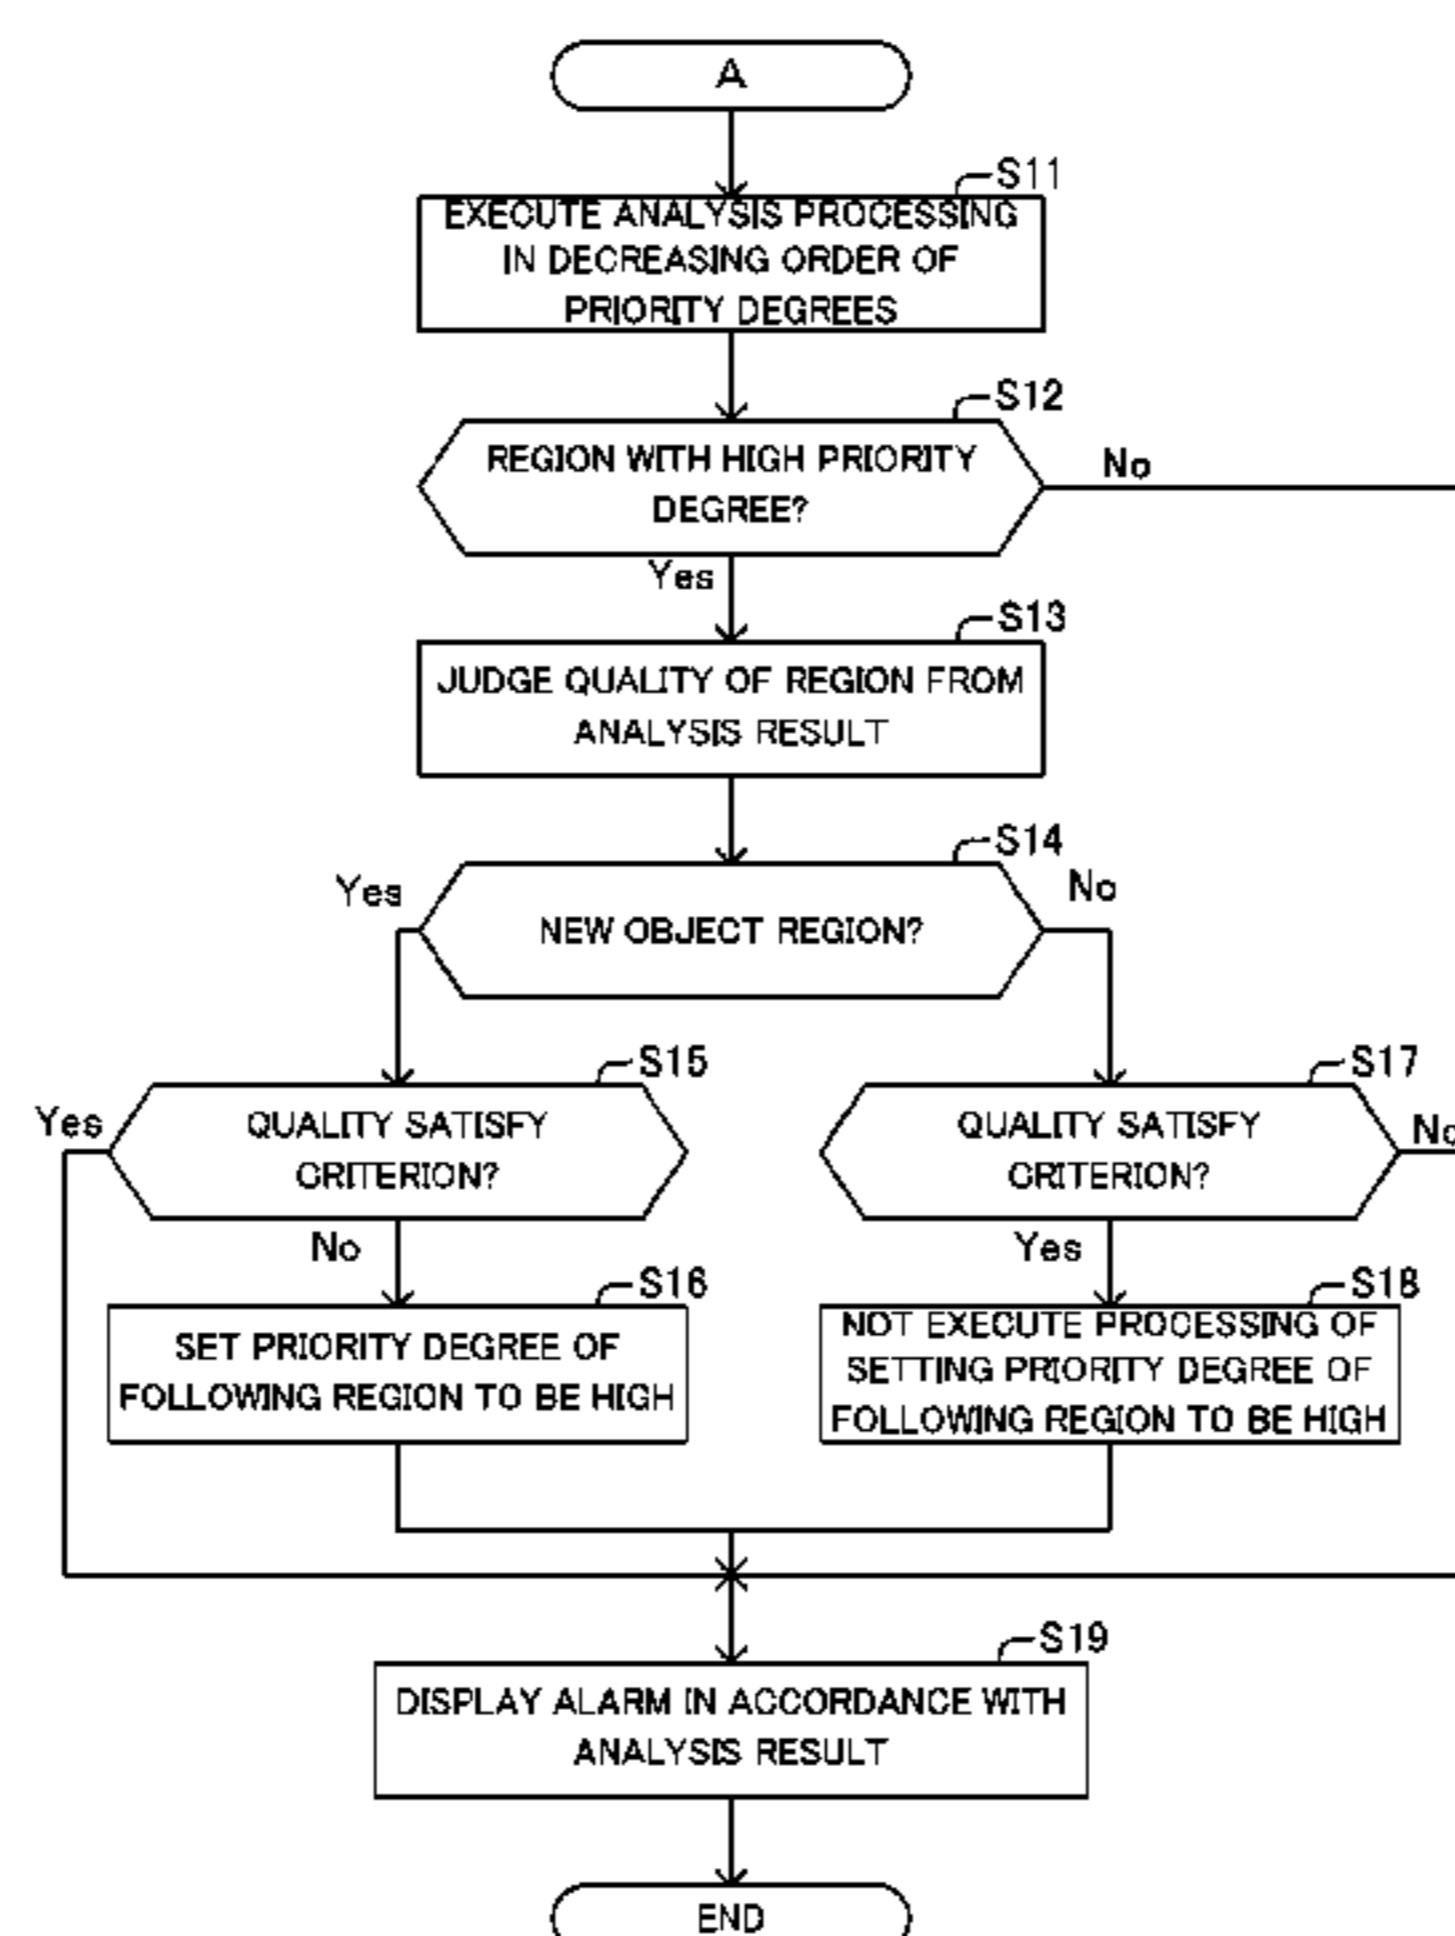 A
S11
EXECUTE ANALYSIS PROCESSING
IN DECREASING ORDER OF
PRIORITY DEGREES
S12
REGION WITH HIGH PRIORITY
DEGREE?
No
Yes
S13
JUDGE QUALITY OF REGION FROM
ANALYSIS RESULT
S14
Yes
NEW OBJECT REGION?
No
S15
Yes
QUALITY SATISFY
CRITERION?
No
S17
QUALITY SATISFY
CRITERION?
No
Yes
S16
SET PRIORITY DEGREE OF
FOLLOWING REGION TO BE HIGH
S18
NOT EXECUTE PROCESSING OF
SETTING PRIORITY DEGREE OF
FOLLOWING REGION TO BE HIGH
S19
DISPLAY ALARM IN ACCORDANCE WITH
ANALYSIS RESULT
END